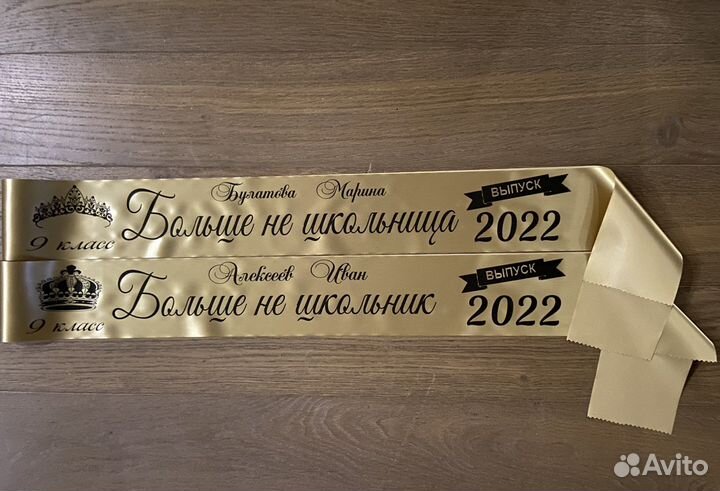 Булатова Марина
9 класс
Больше не школьница
ВЫПУСК
2022
Алексеев Иван
9 класс
Больше не школьник
ВЫПУСК
2022
Avito